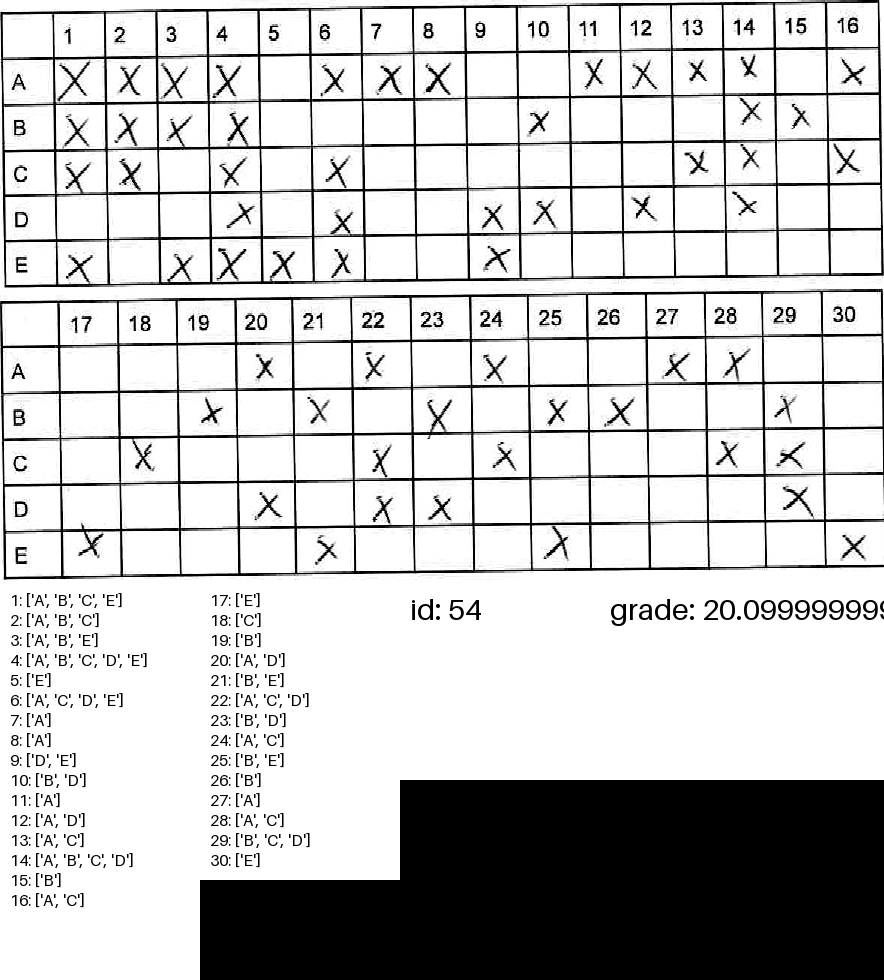 1 2 3 4 5 6 7 8 9 10 11 12 13 14 15 16
A X X X X X X X X X X X X
B X X X X X X X
C X X X X X X X
D X X X X X X
E X X X X X X
17 18 19 20 21 22 23 24 25 26 27 28 29 30
A X X X X X
B X X X X X X
C X X X X X
D X X X X
E X X X X
1: ['A', 'B', 'C', 'E']
2: ['A', 'B', 'C']
3: ['A', 'B', 'E']
4: ['A', 'B', 'C', 'D', 'E']
5: ['E']
6: ['A', 'C', 'D', 'E']
7: ['A']
8: ['A']
9: ['D', 'E']
10: ['B', 'D']
11: ['A']
12: ['A', 'D']
13: ['A', 'C']
14: ['A', 'B', 'C', 'D']
15: ['B']
16: ['A', 'C']
17: ['E']
18: ['C']
19: ['B']
20: ['A', 'D']
21: ['B', 'E']
22: ['A', 'C', 'D']
23: ['B', 'D']
24: ['A', 'C']
25: ['B', 'E']
26: ['B']
27: ['A']
28: ['A', 'C']
29: ['B', 'C', 'D']
30: ['E']
id: 54
grade: 20.099999999